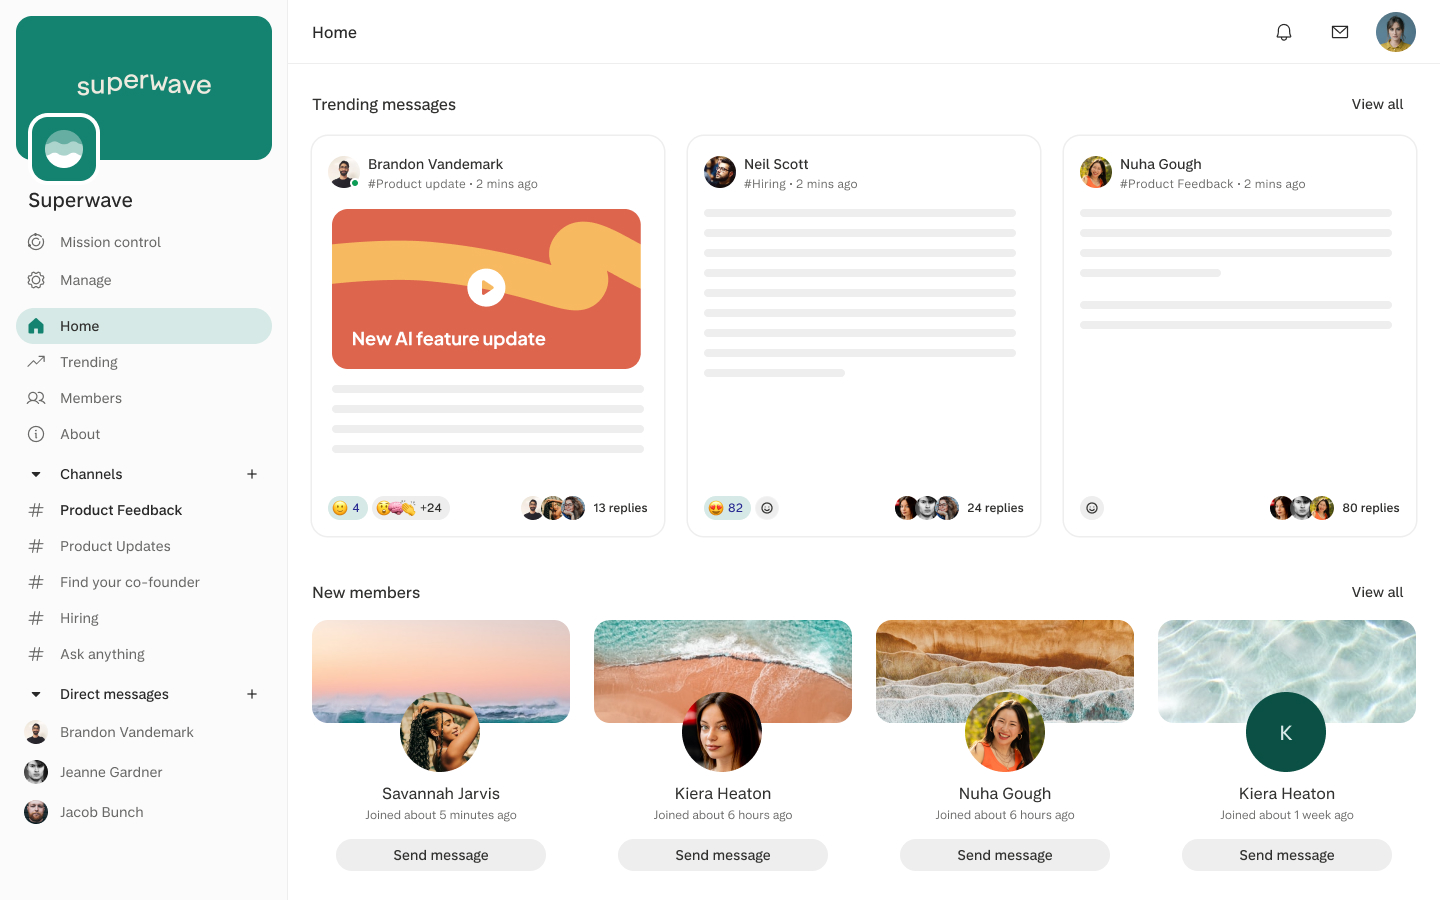 superwave
Superwave
Mission control
Manage
Home
Trending
Members
About
Channels
Product Feedback
Product Updates
Find your co-founder
Hiring
Ask anything
Direct messages
Brandon Vandemark
Jeanne Gardner
Jacob Bunch
Home
Trending messages
View all
Brandon Vandemark
#Product update • 2 mins ago
New AI feature update
4
+24
13 replies
Neil Scott
#Hiring • 2 mins ago
82
24 replies
Nuha Gough
#Product Feedback • 2 mins ago
80 replies
New members
View all
Savannah Jarvis
Joined about 5 minutes ago
Send message
Kiera Heaton
Joined about 6 hours ago
Send message
Nuha Gough
Joined about 6 hours ago
Send message
K
Kiera Heaton
Joined about 1 week ago
Send message